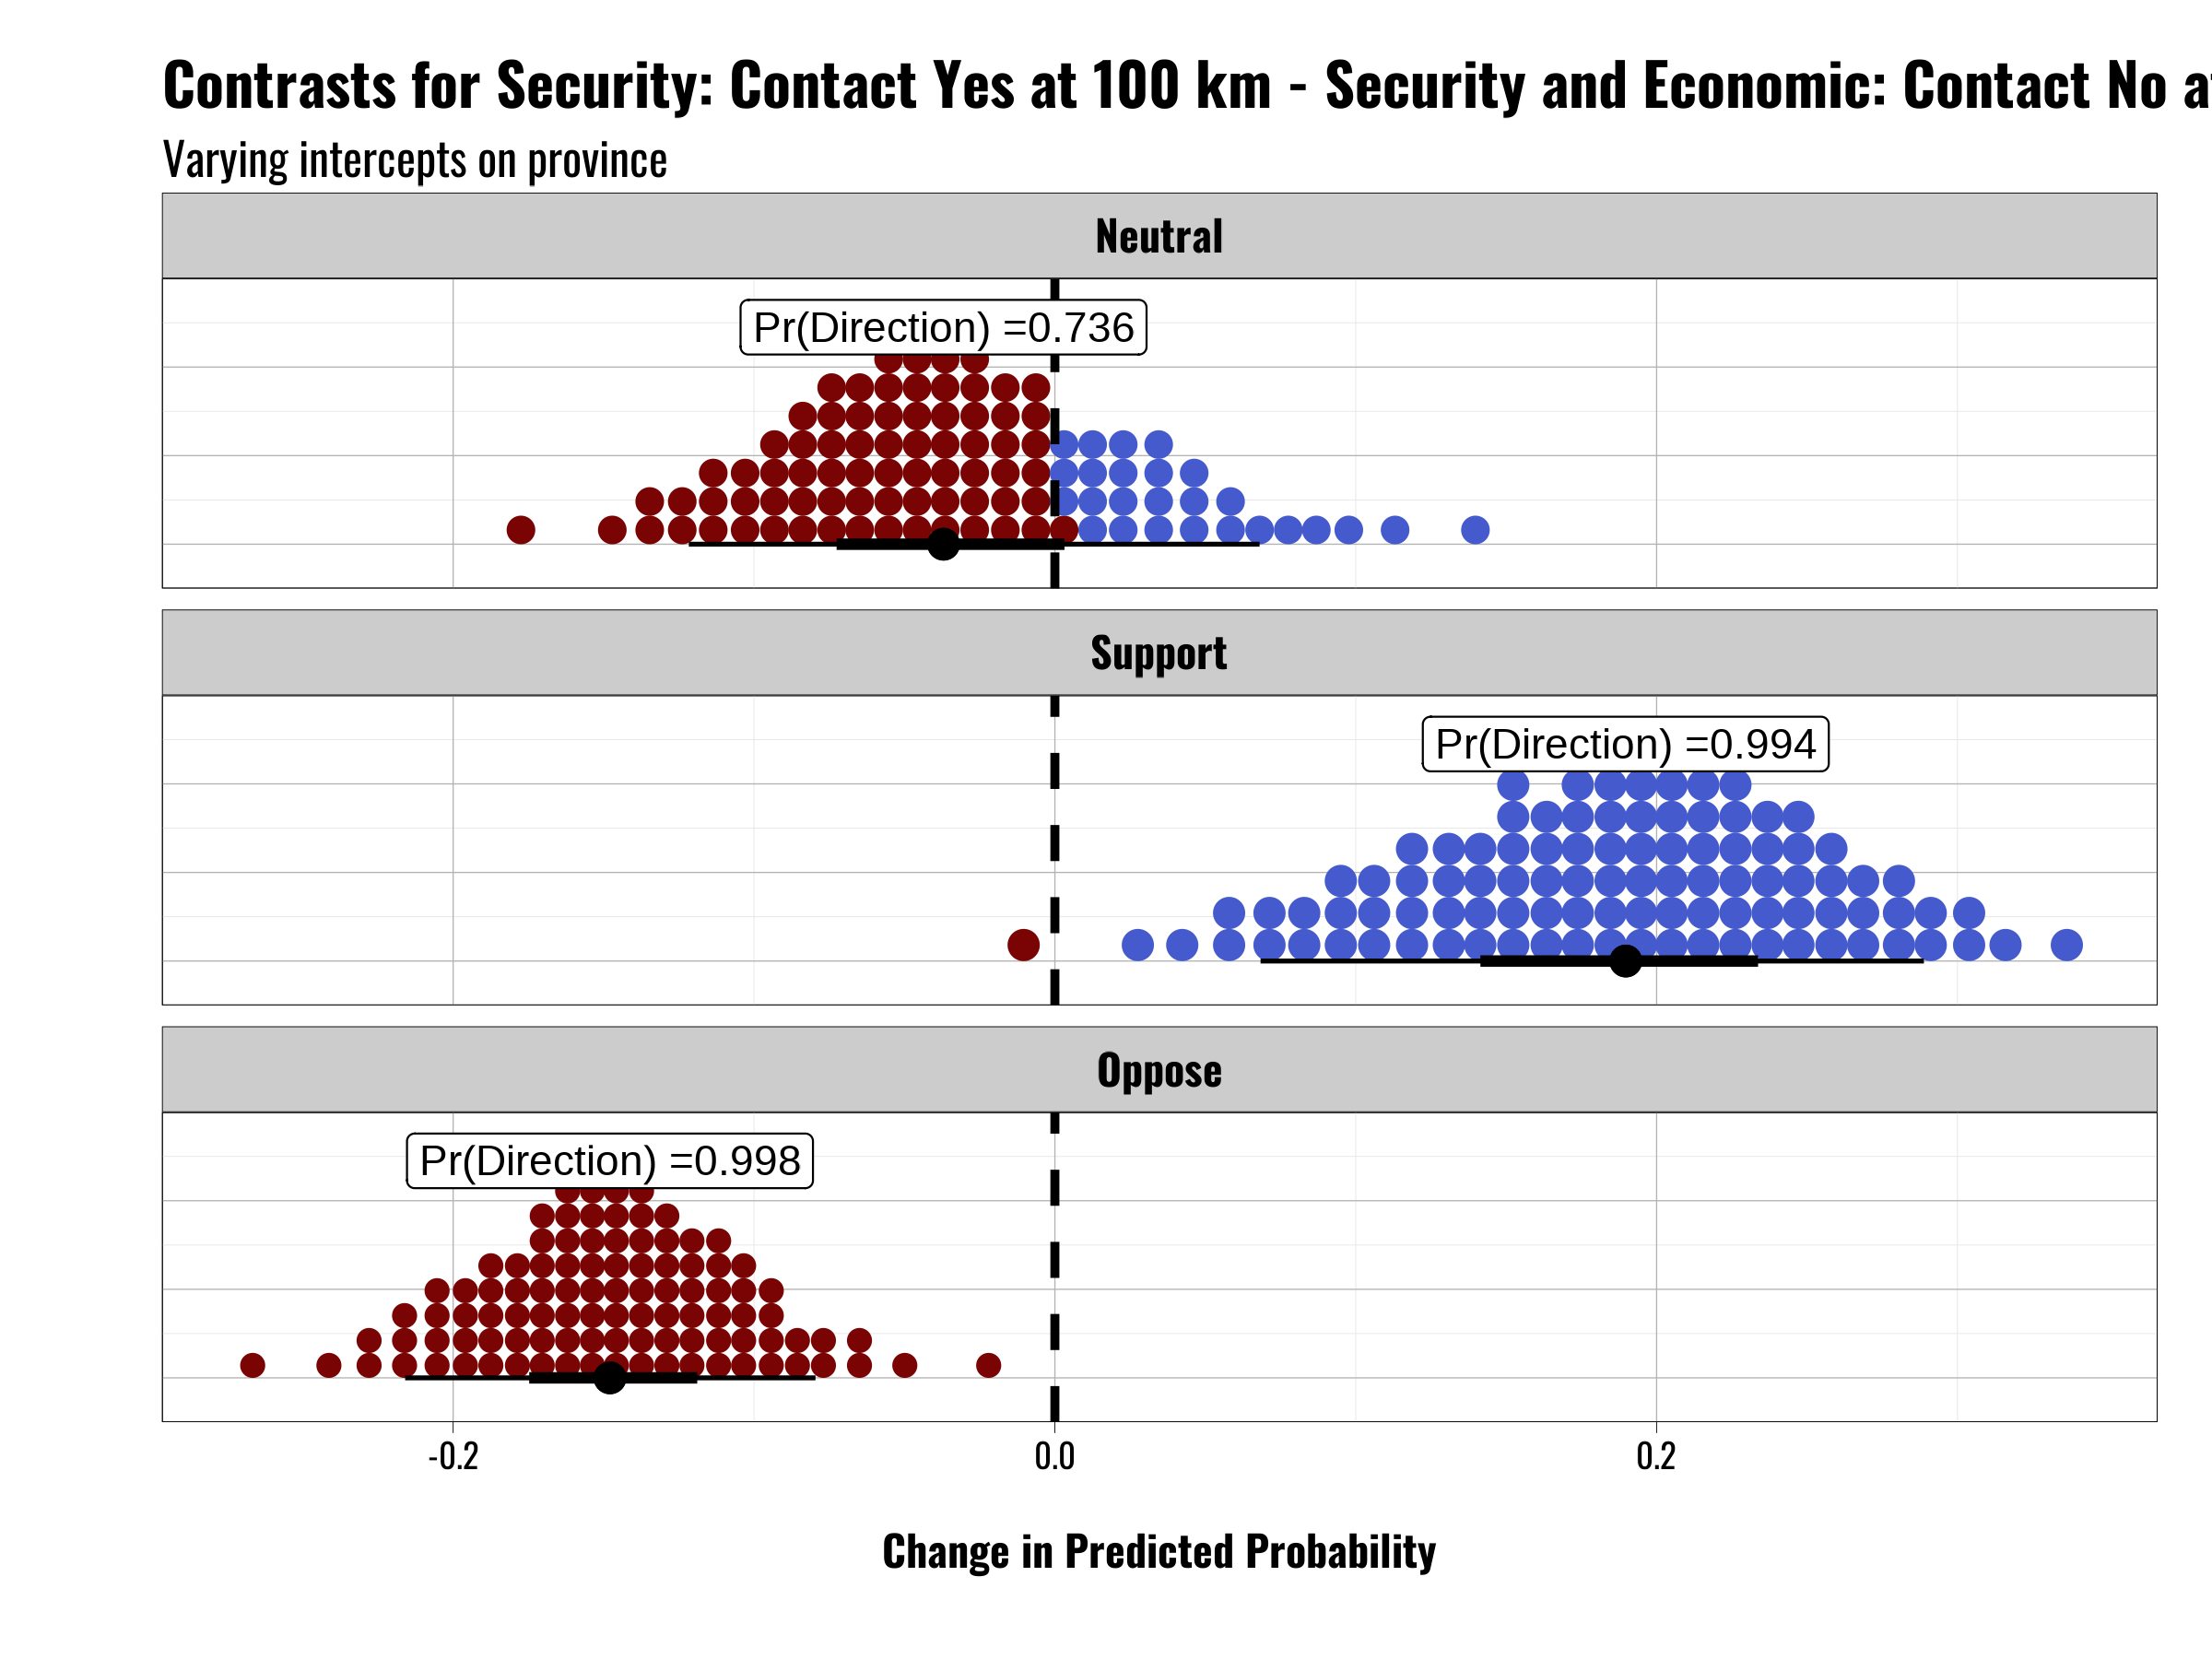 Contrasts for Security: Contact Yes at 100 km - Security and Economic: Contact No
Varying intercepts on province
Neutral
Pr(Direction) =0.736
Support
Pr(Direction) =0.994
Oppose
Pr(Direction) =0.998
-0.2 0.0 0.2
Change in Predicted Probability